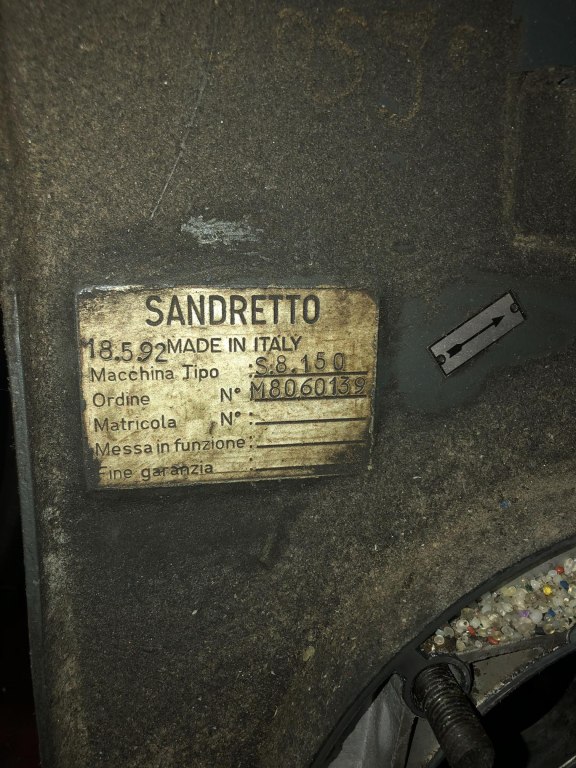 SANDRETTO
18.5.92 MADE IN ITALY
Macchina Tipo : S.8.150
Ordine N° M8060139
Matricola N° :
Messa in funzione :
Fine garanzia :